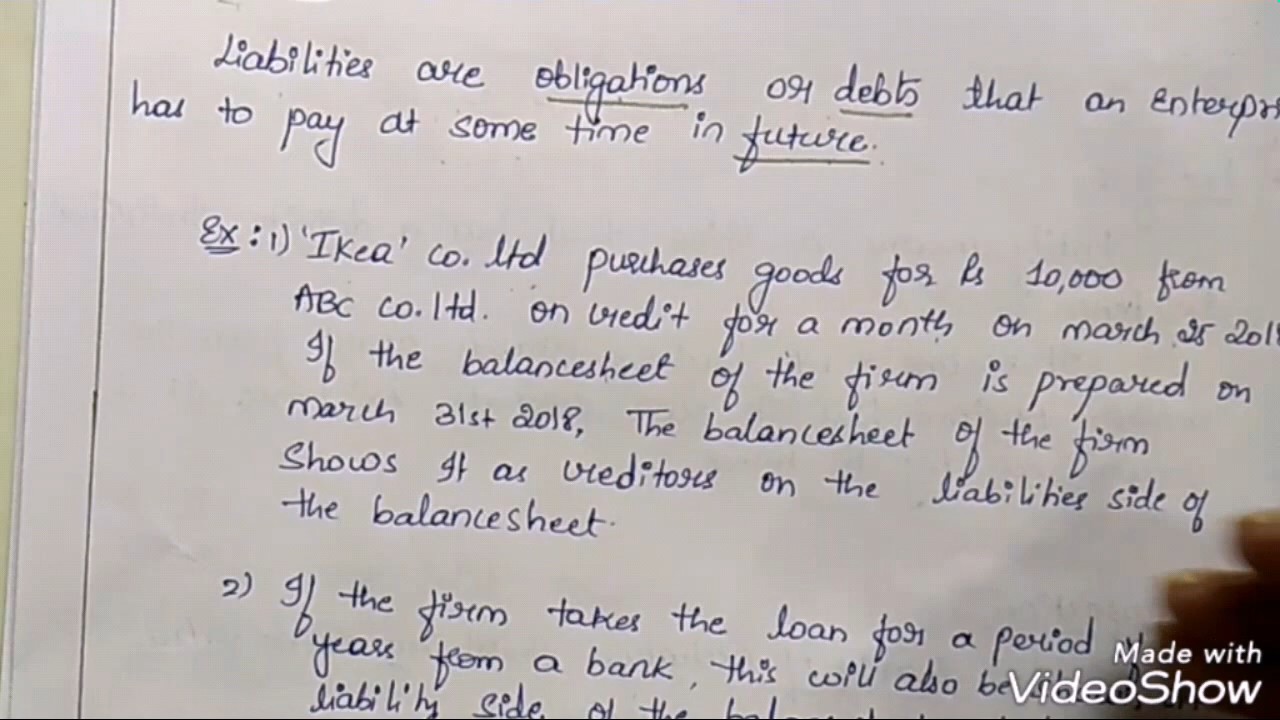 Liabilities are obligations or debts that an Enterpri
has to pay at some time in future.
Ex: 1) 'Ikea' co. ltd purchases goods for Rs 10,000 from
ABC co. ltd. on credit for a month on march 25 201
If the balancesheet of the firm is prepared on
march 31st 2018, The balancesheet of the firm
Shows It as creditors on the liabilities side of
the balancesheet.
2) If the firm takes the loan for a period
years from a bank, this will also be
liability side of the
Made with
VideoShow